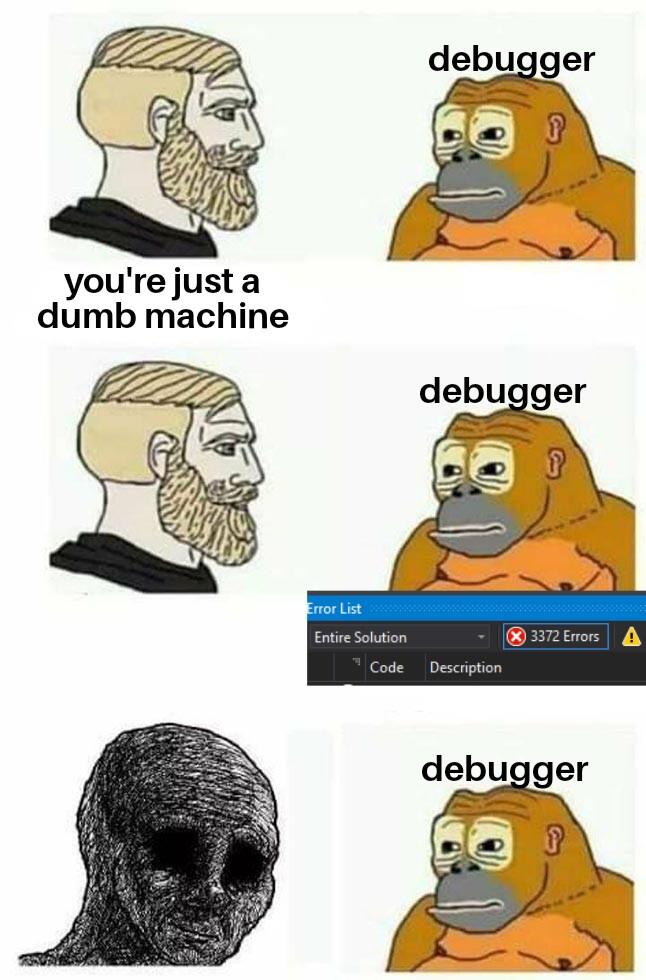 debugger
you're just a
dumb machine
debugger
Error List
Entire Solution
3372 Errors
Code
Description
debugger